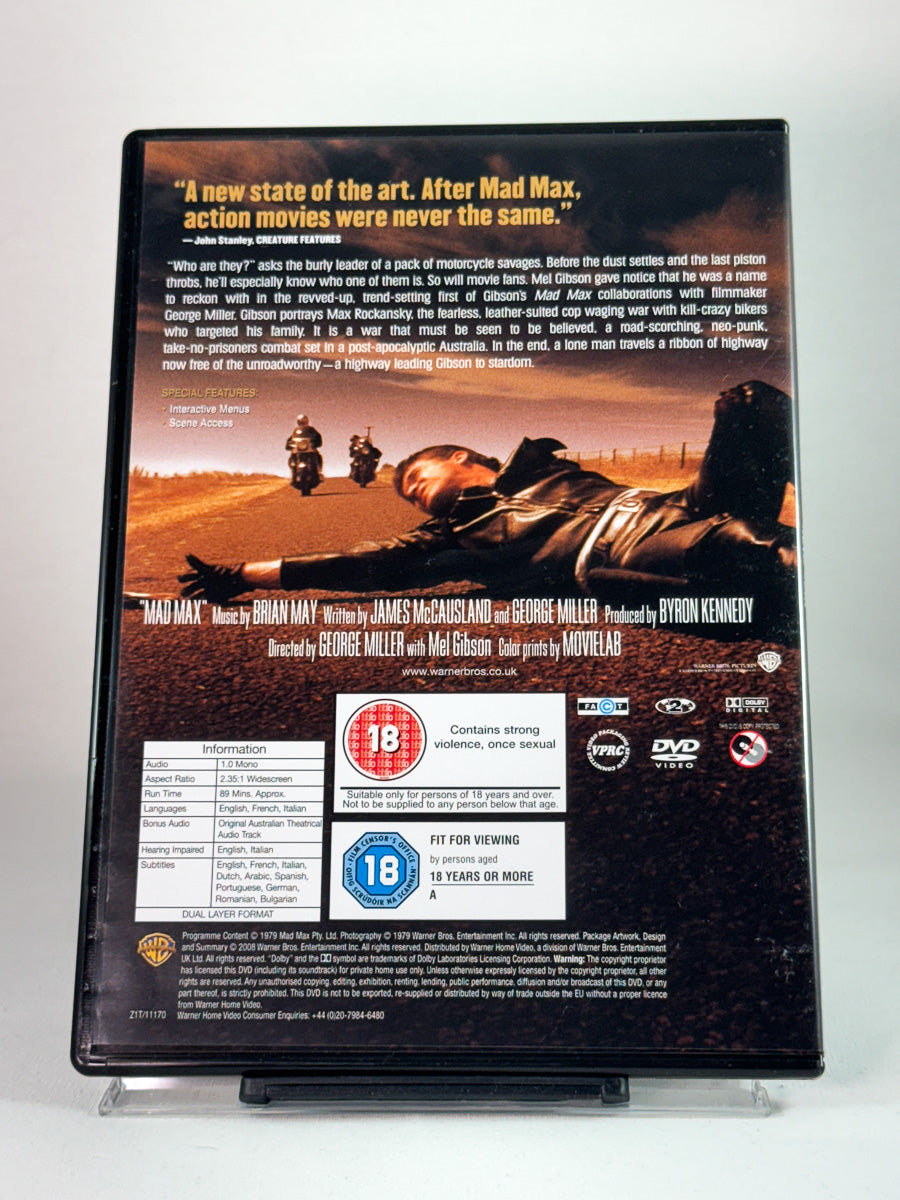 “A new state of the art. After Mad Max,
action movies were never the same.”
— John Stanley, CREATURE FEATURES
“Who are they?” asks the burly leader of a pack of motorcycle savages. Before the dust settles and the last piston
throbs, he'll especially know who one of them is. So will movie fans. Mel Gibson gave notice that he was a name
to reckon with in the revved-up, trend-setting first of Gibson's Mad Max collaborations with filmmaker
George Miller. Gibson portrays Max Rockansky, the fearless, leather-suited cop waging war with kill-crazy bikers
who targeted his family. It is a war that must be seen to be believed, a road-scorching, neo-punk,
take-no-prisoners combat set in a post-apocalyptic Australia. In the end, a lone man travels a ribbon of highway
now free of the unroadworthy — a highway leading Gibson to stardom.
SPECIAL FEATURES:
• Interactive Menus
• Scene Access
“MAD MAX” Music by BRIAN MAY Written by JAMES McCAUSLAND and GEORGE MILLER Produced by BYRON KENNEDY
Directed by GEORGE MILLER with Mel Gibson Color prints by MOVIELAB
www.warnerbros.co.uk
WARNER BROS. PICTURES
FACT
2
DOLBY
DIGITAL
THIS DVD IS COPY PROTECTED
VIDEO PACKAGING REVIEW COMMITTEE
VPRC
DVD
VIDEO
18
Contains strong
violence, once sexual
Suitable only for persons of 18 years and over.
Not to be supplied to any person below that age.
FILM CENSOR'S OFFICE
18
OIFIG SCRÚDÓIR NA SCANNÁN
FIT FOR VIEWING
by persons aged
18 YEARS OR MORE
A
Information
Audio 1.0 Mono
Aspect Ratio 2.35:1 Widescreen
Run Time 89 Mins. Approx.
Languages English, French, Italian
Bonus Audio Original Australian Theatrical
Audio Track
Hearing Impaired English, Italian
Subtitles English, French, Italian,
Dutch, Arabic, Spanish,
Portuguese, German,
Romanian, Bulgarian
DUAL LAYER FORMAT
Programme Content © 1979 Mad Max Pty. Ltd. Photography © 1979 Warner Bros. Entertainment Inc. All rights reserved. Package Artwork, Design
and Summary © 2008 Warner Bros. Entertainment Inc. All rights reserved. Distributed by Warner Home Video, a division of Warner Bros. Entertainment
UK Ltd. All rights reserved. “Dolby” and the DD symbol are trademarks of Dolby Laboratories Licensing Corporation. Warning: The copyright proprietor
has licensed this DVD (including its soundtrack) for private home use only. Unless otherwise expressly licensed by the copyright proprietor, all other
rights are reserved. Any unauthorised copying, editing, exhibition, renting, lending, public performance, diffusion and/or broadcast of this DVD, or any
part thereof, is strictly prohibited. This DVD is not to be exported, re-supplied or distributed by way of trade outside the EU without a proper licence
from Warner Home Video.
Z1T/11170 Warner Home Video Consumer Enquiries: +44 (0)20-7984-6480